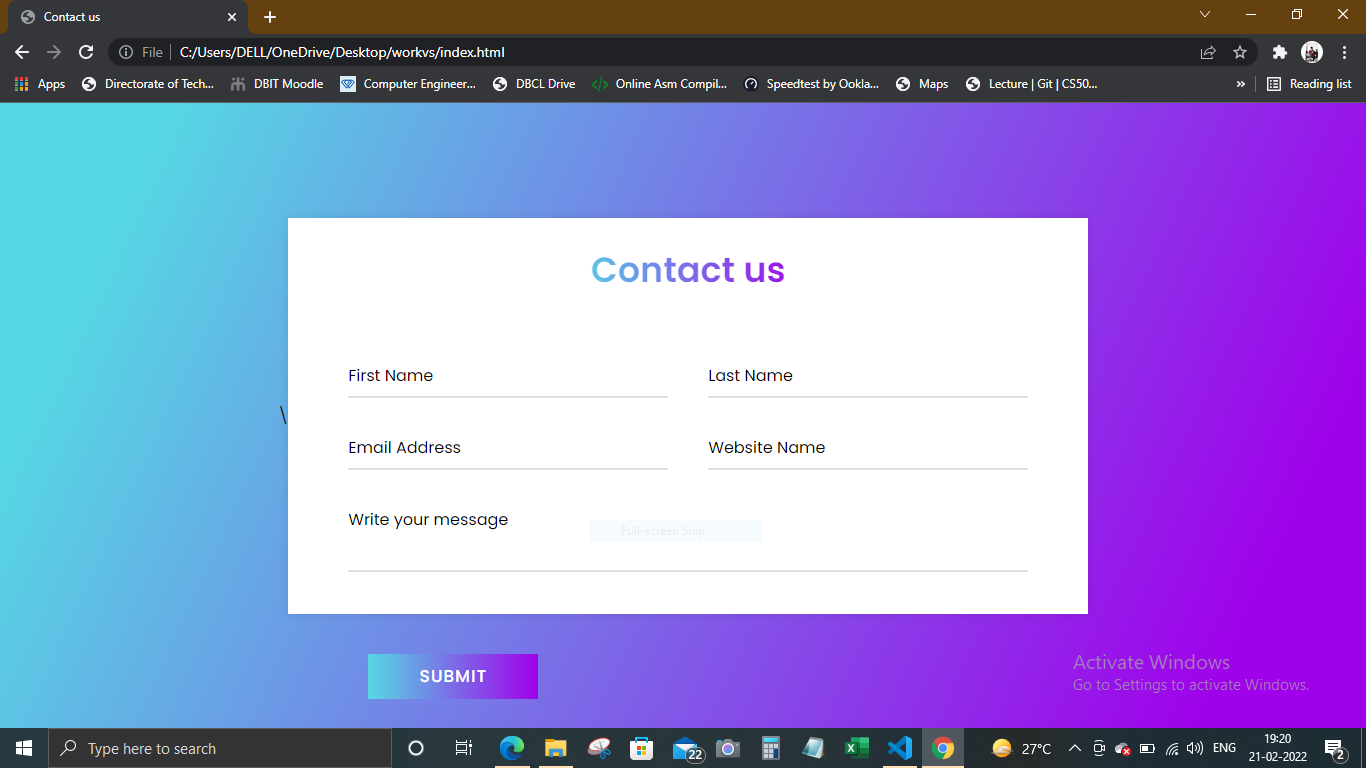 Contact us
File C:/Users/DELL/OneDrive/Desktop/workvs/index.html
Apps Directorate of Tech... DBIT Moodle Computer Engineer... DBCL Drive Online Asm Compil... Speedtest by Ookla... Maps Lecture | Git | CS50... » Reading list
Contact us
First Name Last Name
\
Email Address Website Name
Write your message
Full-screen Snip
SUBMIT
Activate Windows
Go to Settings to activate Windows.
Type here to search 22 27°C ENG 19:20
21-02-2022 2